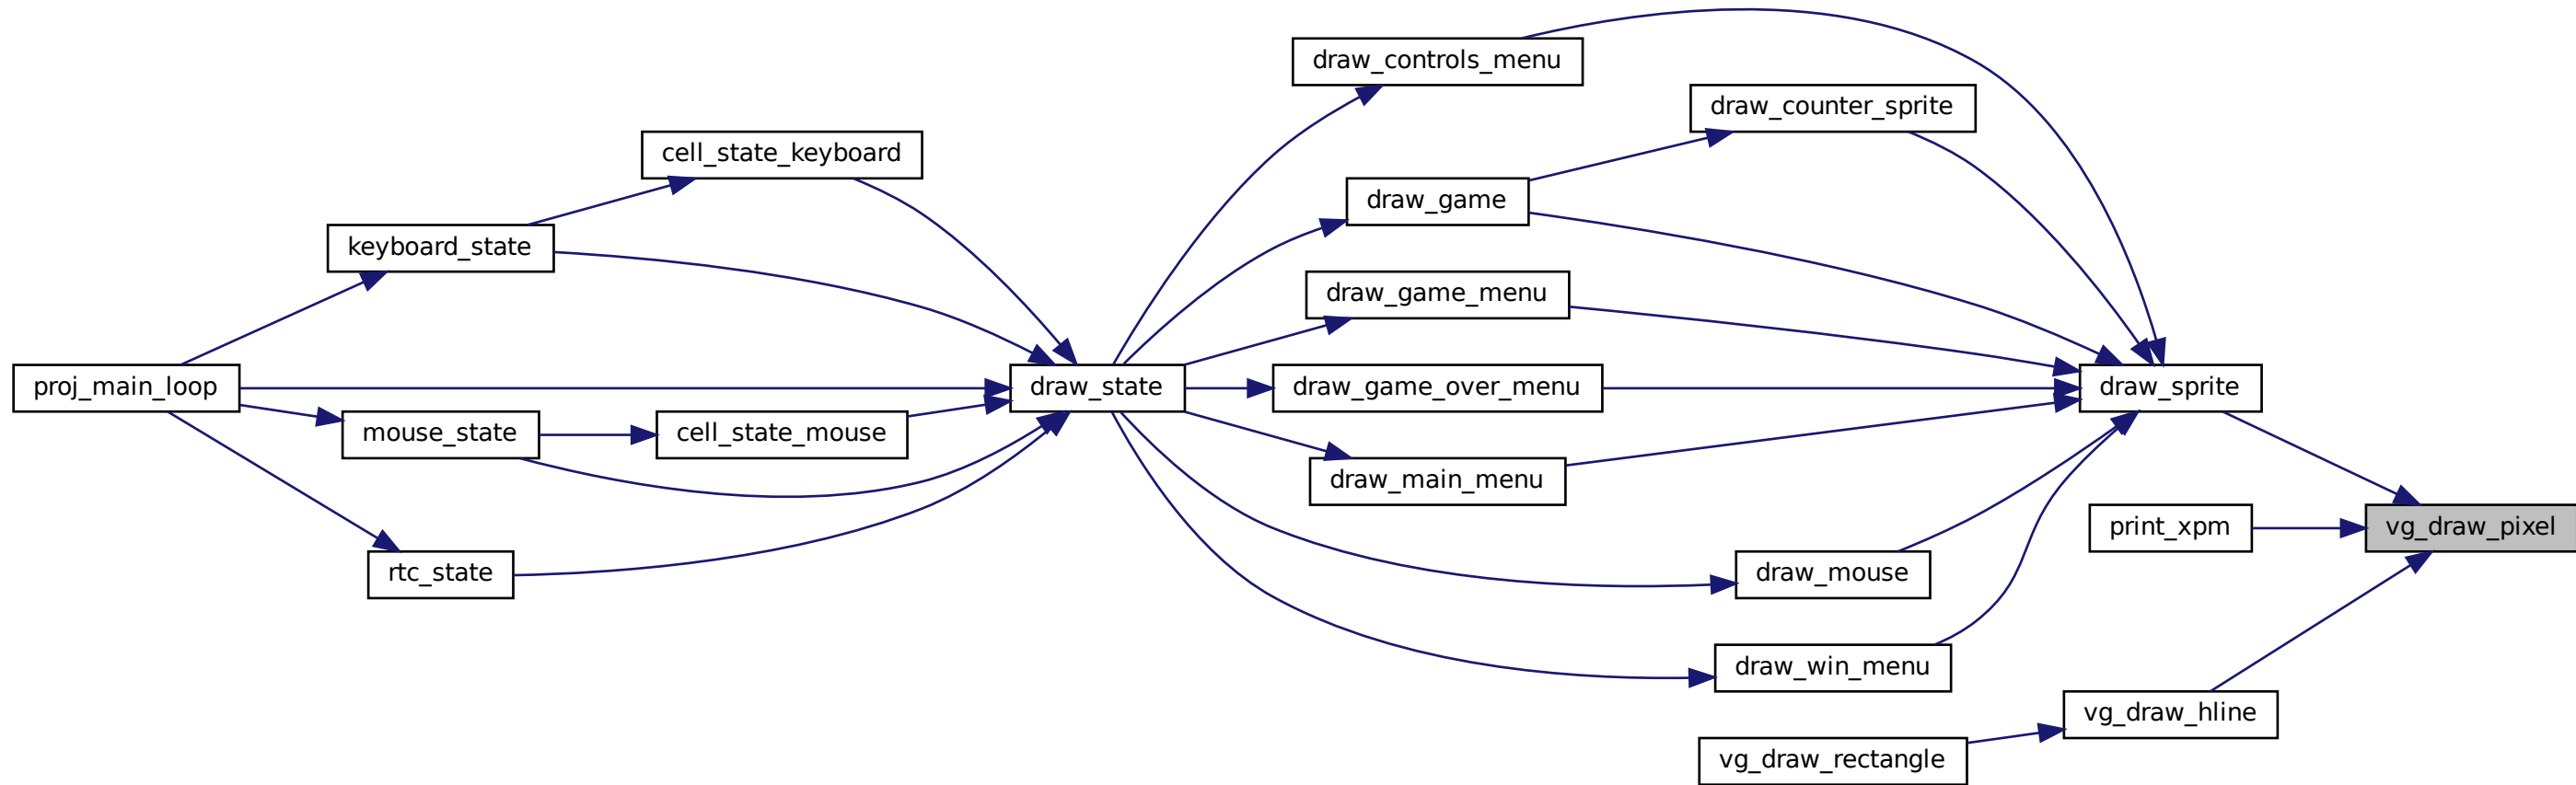 draw_controls_menu
draw_counter_sprite
cell_state_keyboard
draw_game
keyboard_state
draw_game_menu
proj_main_loop
draw_state
draw_game_over_menu
draw_sprite
mouse_state
cell_state_mouse
draw_main_menu
print_xpm
vg_draw_pixel
rtc_state
draw_mouse
draw_win_menu
vg_draw_hline
vg_draw_rectangle